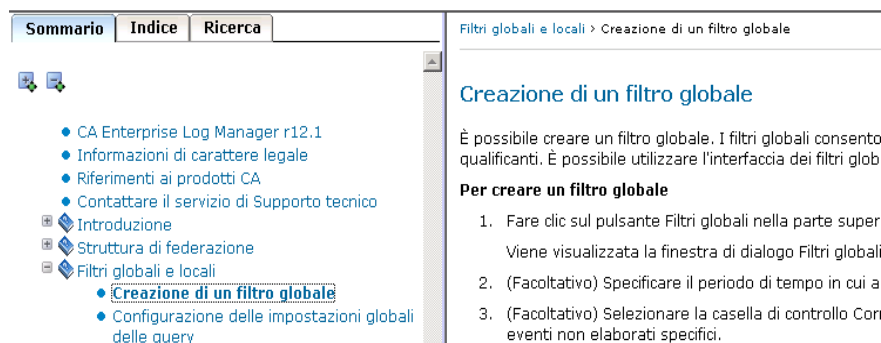 Sommario
Indice
Ricerca
CA Enterprise Log Manager r12.1
Informazioni di carattere legale
Riferimenti ai prodotti CA
Contattare il servizio di Supporto tecnico
Introduzione
Struttura di federazione
Filtri globali e locali
Creazione di un filtro globale
Configurazione delle impostazioni globali
delle query
Filtri globali e locali > Creazione di un filtro globale
Creazione di un filtro globale
È possibile creare un filtro globale. I filtri globali consento
qualificanti. È possibile utilizzare l'interfaccia dei filtri glob
Per creare un filtro globale
1. Fare clic sul pulsante Filtri globali nella parte super
Viene visualizzata la finestra di dialogo Filtri globali
2. (Facoltativo) Specificare il periodo di tempo in cui a
3. (Facoltativo) Selezionare la casella di controllo Cor
eventi non elaborati specifici.